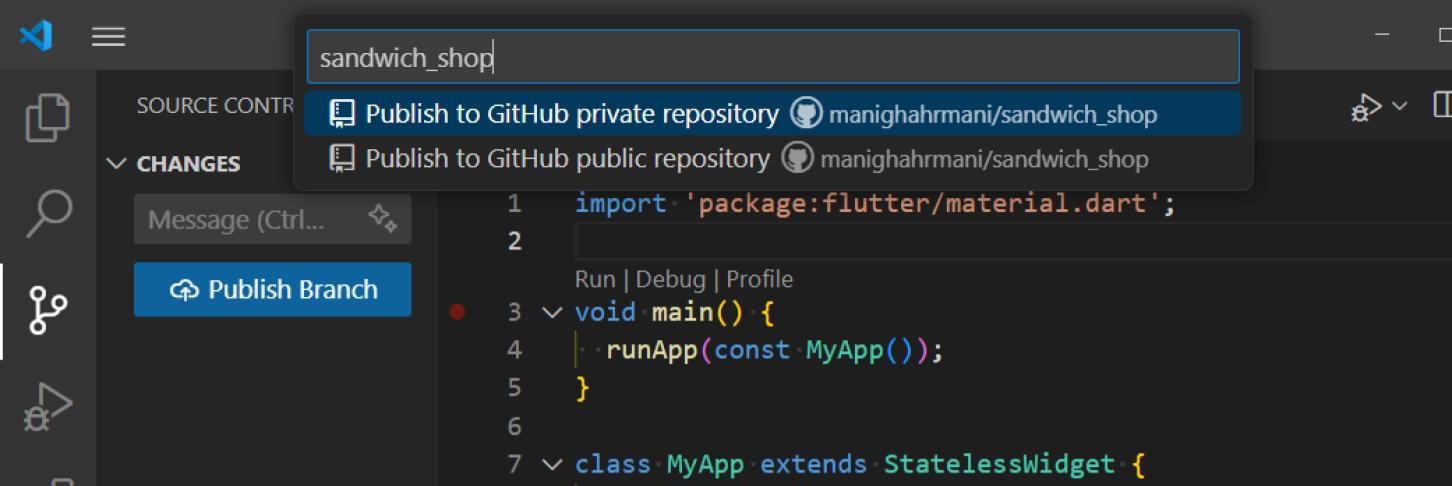 sandwich_shop
Publish to GitHub private repository manighahrmani/sandwich_shop
Publish to GitHub public repository manighahrmani/sandwich_shop
SOURCE CONTR
CHANGES
Message (Ctrl...
Publish Branch
1 import 'package:flutter/material.dart';
2
Run | Debug | Profile
3 void main() {
4 runApp(const MyApp());
5 }
6
7 class MyApp extends StatelessWidget {